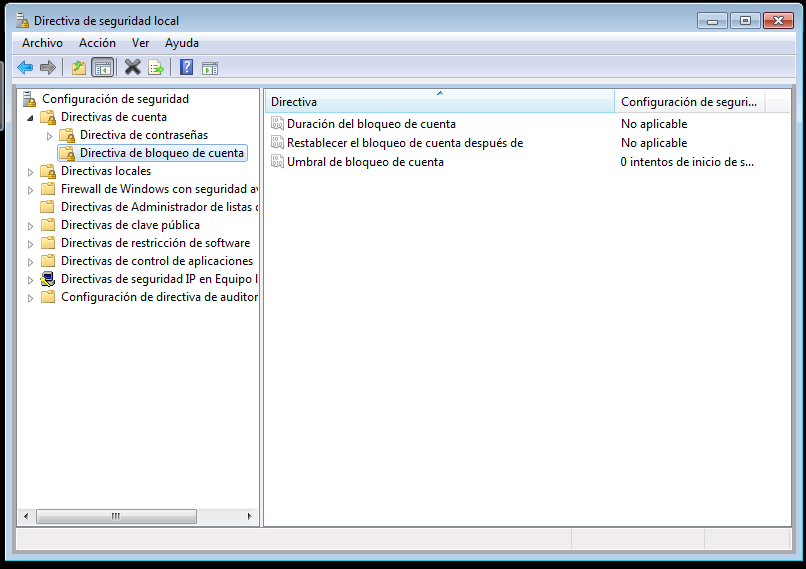 Directiva de seguridad local
Archivo Acción Ver Ayuda
Configuración de seguridad
Directivas de cuenta
Directiva de contraseñas
Directiva de bloqueo de cuenta
Directivas locales
Firewall de Windows con seguridad av
Directivas de Administrador de listas c
Directivas de clave pública
Directivas de restricción de software
Directivas de control de aplicaciones
Directivas de seguridad IP en Equipo l
Configuración de directiva de auditor
Directiva Configuración de seguri...
Duración del bloqueo de cuenta No aplicable
Restablecer el bloqueo de cuenta después de No aplicable
Umbral de bloqueo de cuenta 0 intentos de inicio de s...